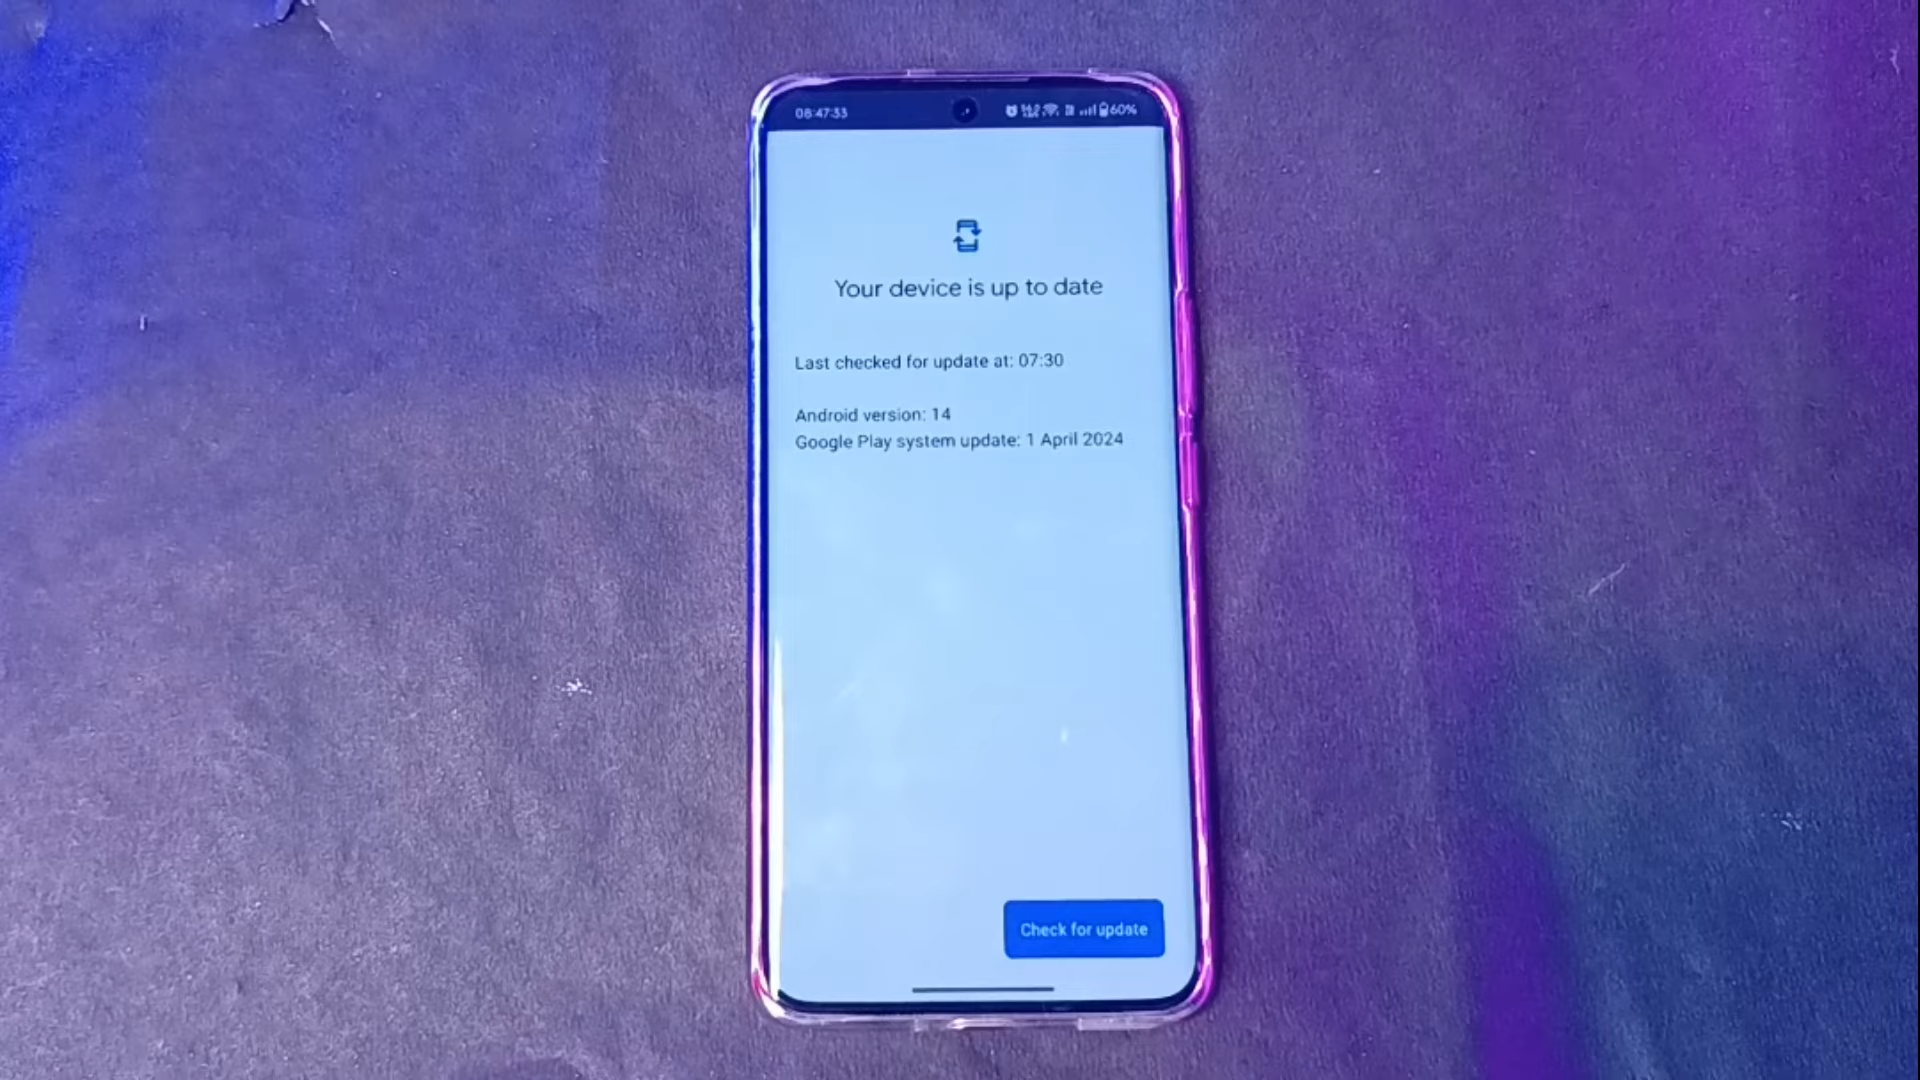 08:47:33
60%
Your device is up to date
Last checked for update at: 07:30
Android version: 14
Google Play system update: 1 April 2024
Check for update